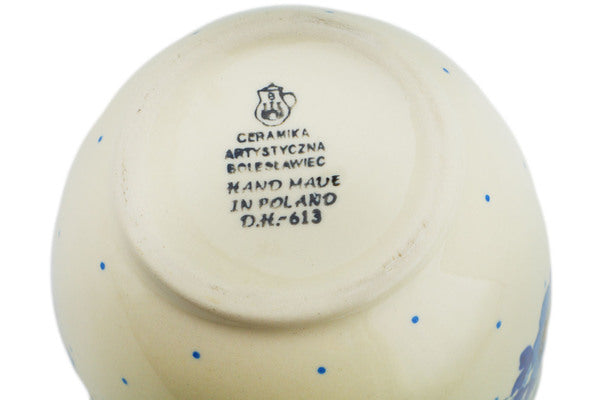 B
CERAMIKA
ARTYSTYCZNA
BOLESŁAWIEC
HAND MADE
IN POLAND
D.H.-613